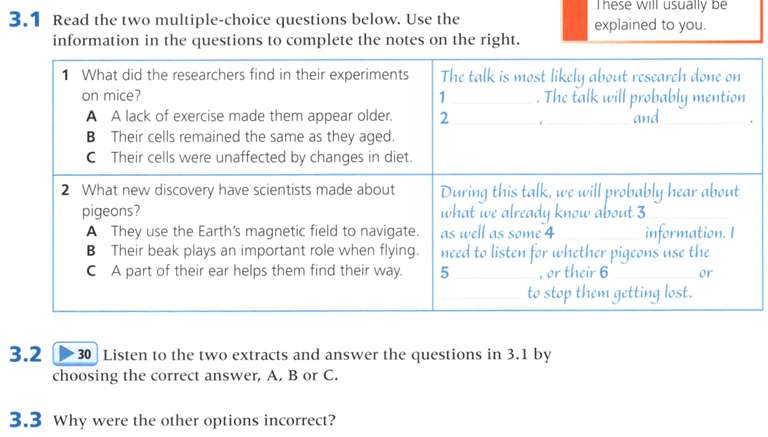 These will usually be
explained to you.
3.1 Read the two multiple-choice questions below. Use the
information in the questions to complete the notes on the right.
1 What did the researchers find in their experiments
on mice?
A A lack of exercise made them appear older.
B Their cells remained the same as they aged.
C Their cells were unaffected by changes in diet.
The talk is most likely about research done on
1 . The talk will probably mention
2 , and .
2 What new discovery have scientists made about
pigeons?
A They use the Earth's magnetic field to navigate.
B Their beak plays an important role when flying.
C A part of their ear helps them find their way.
During this talk, we will probably hear about
what we already know about 3
as well as some 4 information. I
need to listen for whether pigeons use the
5 , or their 6 or
to stop them getting lost.
3.2 30 Listen to the two extracts and answer the questions in 3.1 by
choosing the correct answer, A, B or C.
3.3 Why were the other options incorrect?